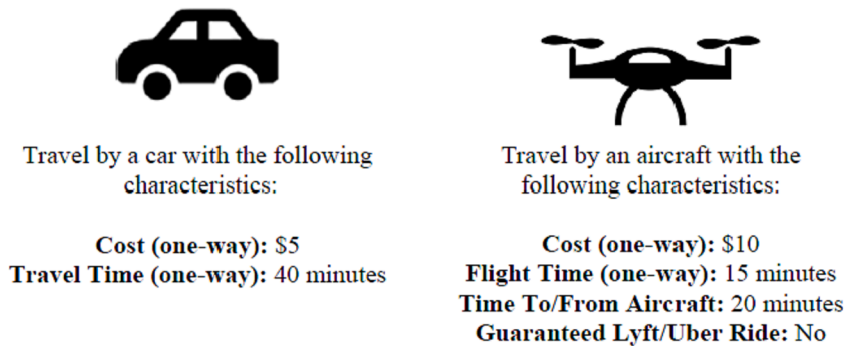 Travel by a car with the following
characteristics:
Cost (one-way): $5
Travel Time (one-way): 40 minutes
Travel by an aircraft with the
following characteristics:
Cost (one-way): $10
Flight Time (one-way): 15 minutes
Time To/From Aircraft: 20 minutes
Guaranteed Lyft/Uber Ride: No